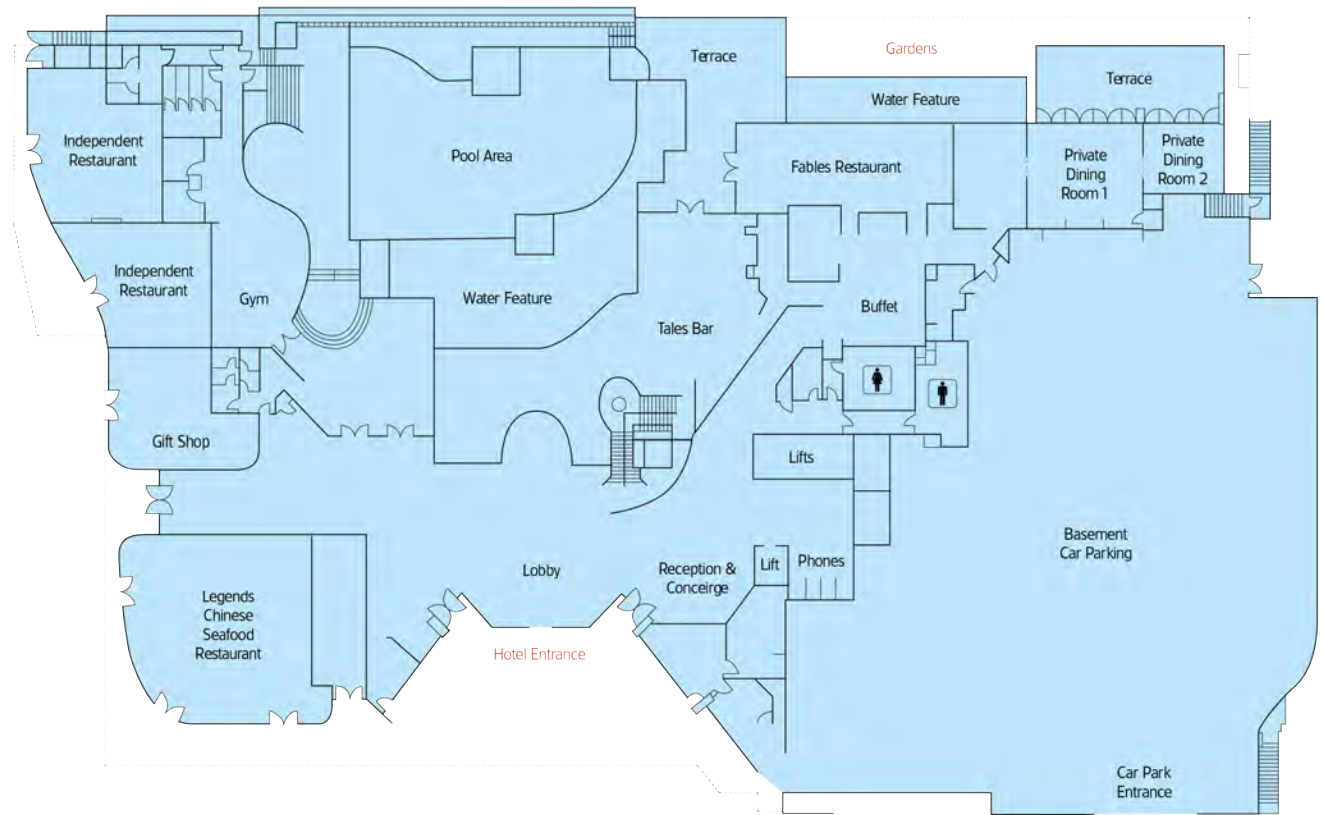 Gardens
Terrace
Terrace
Water Feature
Independent
Restaurant
Pool Area
Fables Restaurant
Private
Dining
Room 1
Private
Dining
Room 2
Independent
Restaurant
Gym
Water Feature
Tales Bar
Buffet
Gift Shop
Lifts
Basement
Car Parking
Lobby
Reception &
Conceirge
Lift
Phones
Legends
Chinese
Seafood
Restaurant
Hotel Entrance
Car Park
Entrance